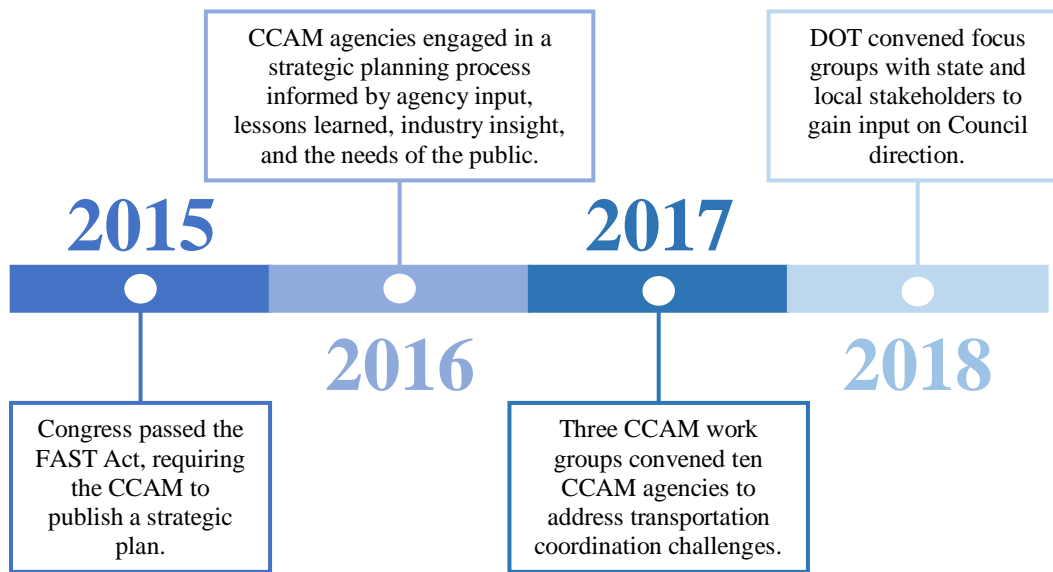 CCAM agencies engaged in a
strategic planning process
informed by agency input,
lessons learned, industry insight,
and the needs of the public.
DOT convened focus
groups with state and
local stakeholders to
gain input on Council
direction.
2015
2017
2016
2018
Congress passed the
FAST Act, requiring
the CCAM to
publish a strategic
plan.
Three CCAM work
groups convened ten
CCAM agencies to
address transportation
coordination challenges.